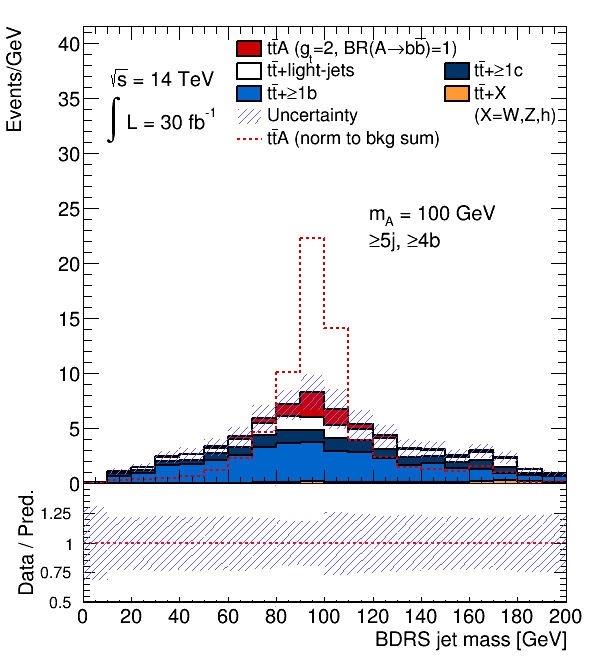 Events/GeV
40
35
30
25
20
15
10
5
0
√s = 14 TeV
∫ L = 30 fb⁻¹
tt̄A (gₜ=2, BR(A→bb̄)=1)
tt̄+light-jets
tt̄+≥1c
tt̄+≥1b
tt̄+X
Uncertainty
(X=W,Z,h)
tt̄A (norm to bkg sum)
m_A = 100 GeV
≥5j, ≥4b
Data / Pred.
1.25
1
0.75
0.5
0 20 40 60 80 100 120 140 160 180 200
BDRS jet mass [GeV]